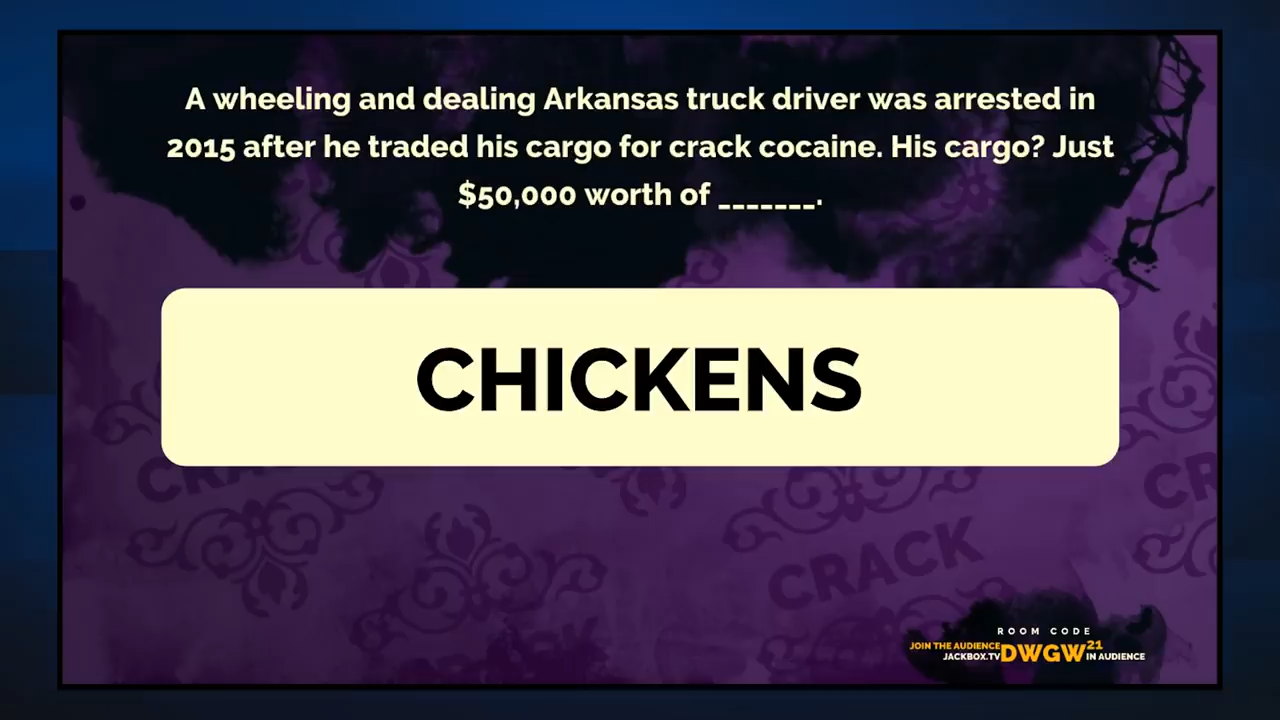 A wheeling and dealing Arkansas truck driver was arrested in
2015 after he traded his cargo for crack cocaine. His cargo? Just
$50,000 worth of _______.
CHICKENS
CRACK
CRACK
ROOM CODE
JOIN THE AUDIENCE
JACKBOX.TV
DWGW
21
IN AUDIENCE